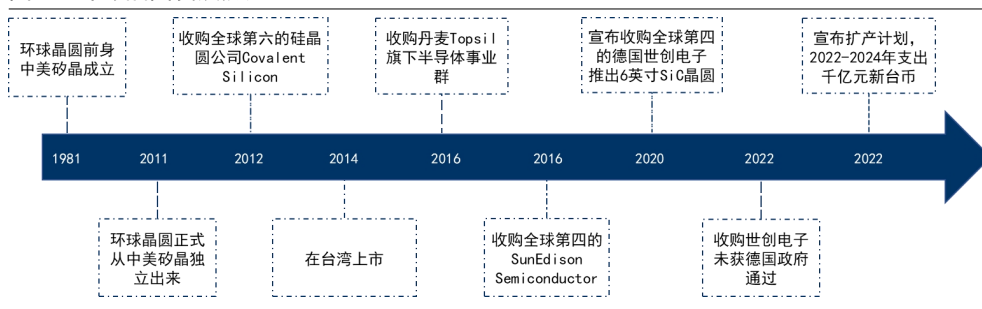 环球晶圆前身
中美矽晶成立
收购全球第六的硅晶
圆公司Covalent
Silicon
收购丹麦Topsil
旗下半导体事业
群
宣布收购全球第四
的德国世创电子
推出6英寸SiC晶圆
宣布扩产计划，
2022-2024年支出
千亿元新台币
1981
2011
2012
2014
2016
2016
2020
2022
2022
环球晶圆正式
从中美矽晶独
立出来
在台湾上市
收购全球第四的
SunEdison
Semiconductor
收购世创电子
未获德国政府
通过